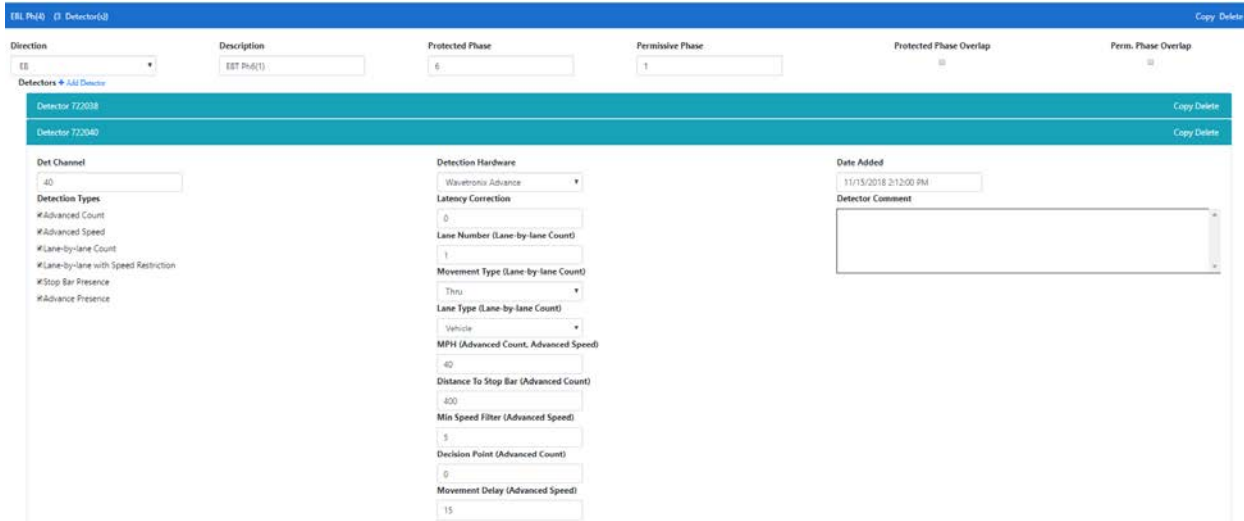 EBL Ph(4) (3 Detector(s)) Copy Delete
Direction Description Protected Phase Permissive Phase Protected Phase Overlap Perm. Phase Overlap
EB EBT Ph6(1) 6 1
Detectors + Add Detector
Detector 722038 Copy Delete
Detector 722040 Copy Delete
Det Channel Detection Hardware Date Added
40 Wavetronix Advance 11/15/2018 2:12:00 PM
Detection Types Latency Correction Detector Comment
Advanced Count 0
Advanced Speed Lane Number (Lane-by-lane Count)
Lane-by-lane Count 1
Lane-by-lane with Speed Restriction Movement Type (Lane-by-lane Count)
Stop Bar Presence Thru
Advance Presence
Lane Type (Lane-by-lane Count)
Vehicle
MPH (Advanced Count, Advanced Speed)
40
Distance To Stop Bar (Advanced Count)
400
Min Speed Filter (Advanced Speed)
5
Decision Point (Advanced Count)
0
Movement Delay (Advanced Speed)
15